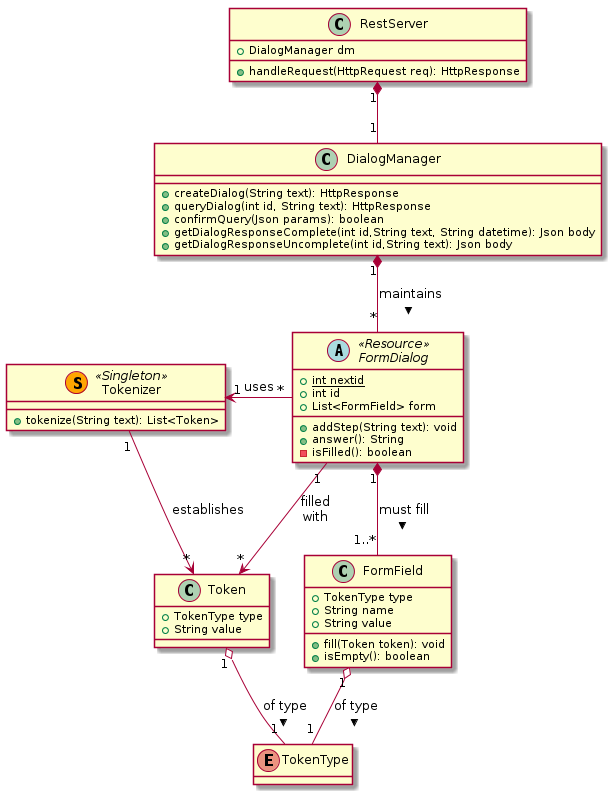 C RestServer
DialogManager dm
handleRequest(HttpRequest req): HttpResponse
1
1
C DialogManager
createDialog(String text): HttpResponse
queryDialog(int id, String text): HttpResponse
confirmQuery(Json params): boolean
getDialogResponseComplete(int id,String text, String datetime): Json body
getDialogResponseUncomplete(int id,String text): Json body
1
maintains
*
A «Resource»
FormDialog
int nextid
int id
List<FormField> form
addStep(String text): void
answer(): String
isFilled(): boolean
S «Singleton»
Tokenizer
tokenize(String text): List<Token>
1 uses *
1
establishes
*
1
filled
with
*
1
must fill
1..*
C Token
TokenType type
String value
C FormField
TokenType type
String name
String value
fill(Token token): void
isEmpty(): boolean
1
of type
1
1
of type
1
E TokenType